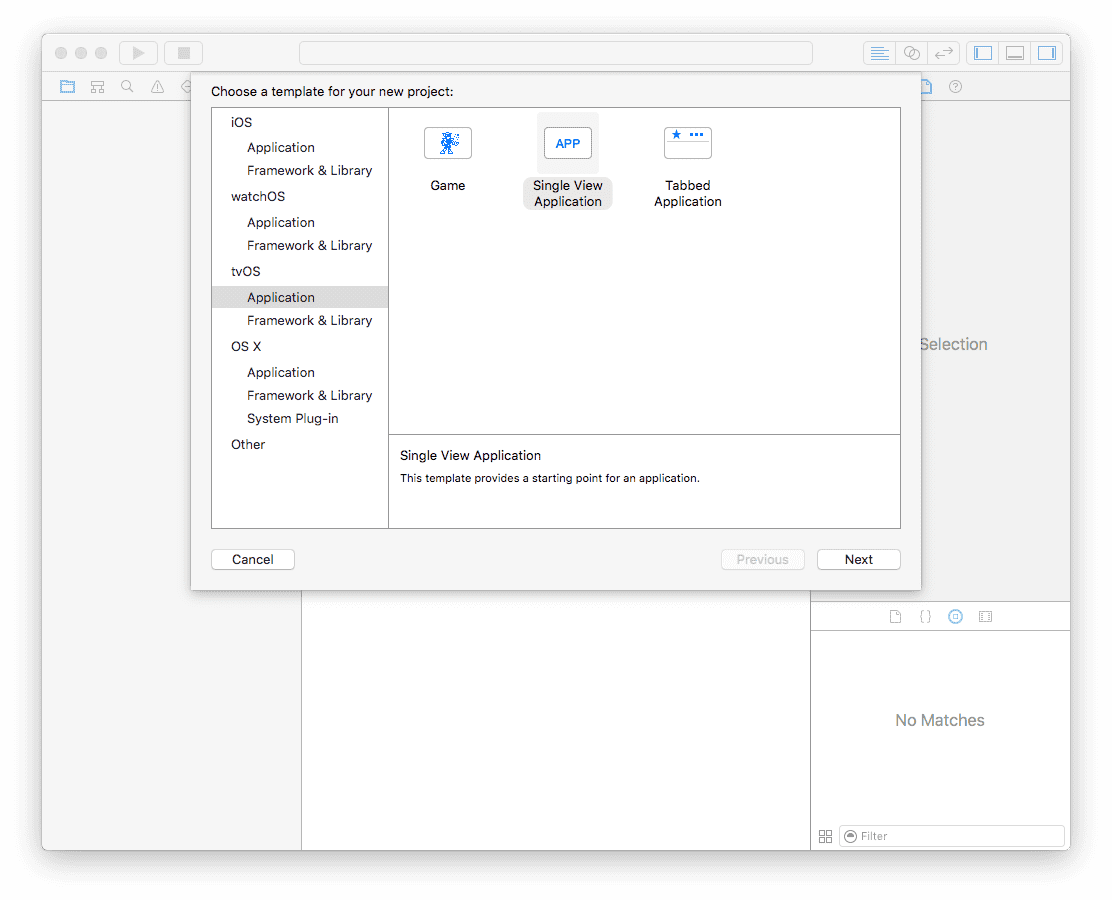 Choose a template for your new project:
iOS
Application
Framework & Library
watchOS
Application
Framework & Library
tvOS
Application
Framework & Library
OS X
Application
Framework & Library
System Plug-in
Other
Game
APP
Single View
Application
Tabbed
Application
Single View Application
This template provides a starting point for an application.
Cancel
Previous
Next
Selection
No Matches
Filter